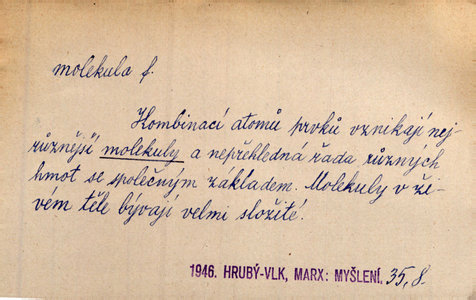 molekula f.
Kombinací atomů prvků vznikají nej-
různější molekuly a nepřehledná řada různých
hmot se společným základem. Molekuly v ži-
vém těle bývají velmi složité.
1946. HRUBÝ-VLK, MARX: MYŠLENÍ. 35,8.